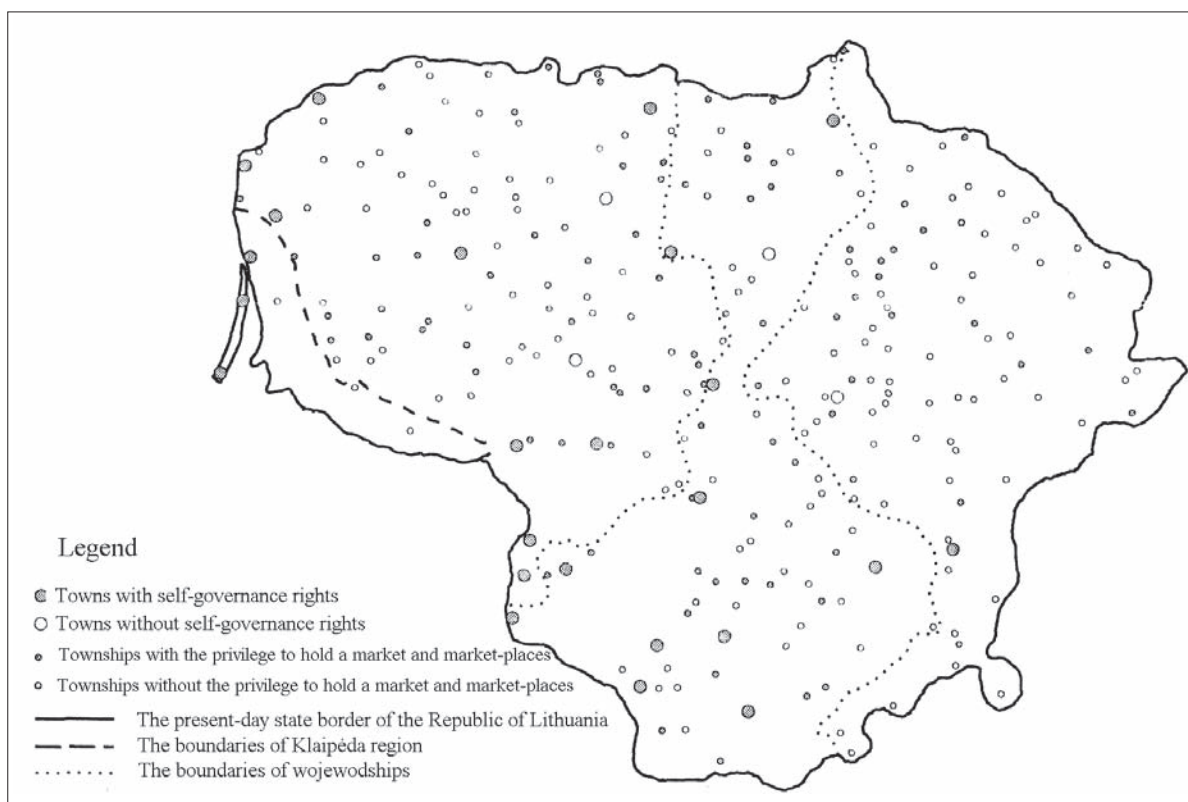 Legend
Towns with self-governance rights
Towns without self-governance rights
Townships with the privilege to hold a market and market-places
Townships without the privilege to hold a market and market-places
The present-day state border of the Republic of Lithuania
The boundaries of Klaipėda region
The boundaries of wojewodships